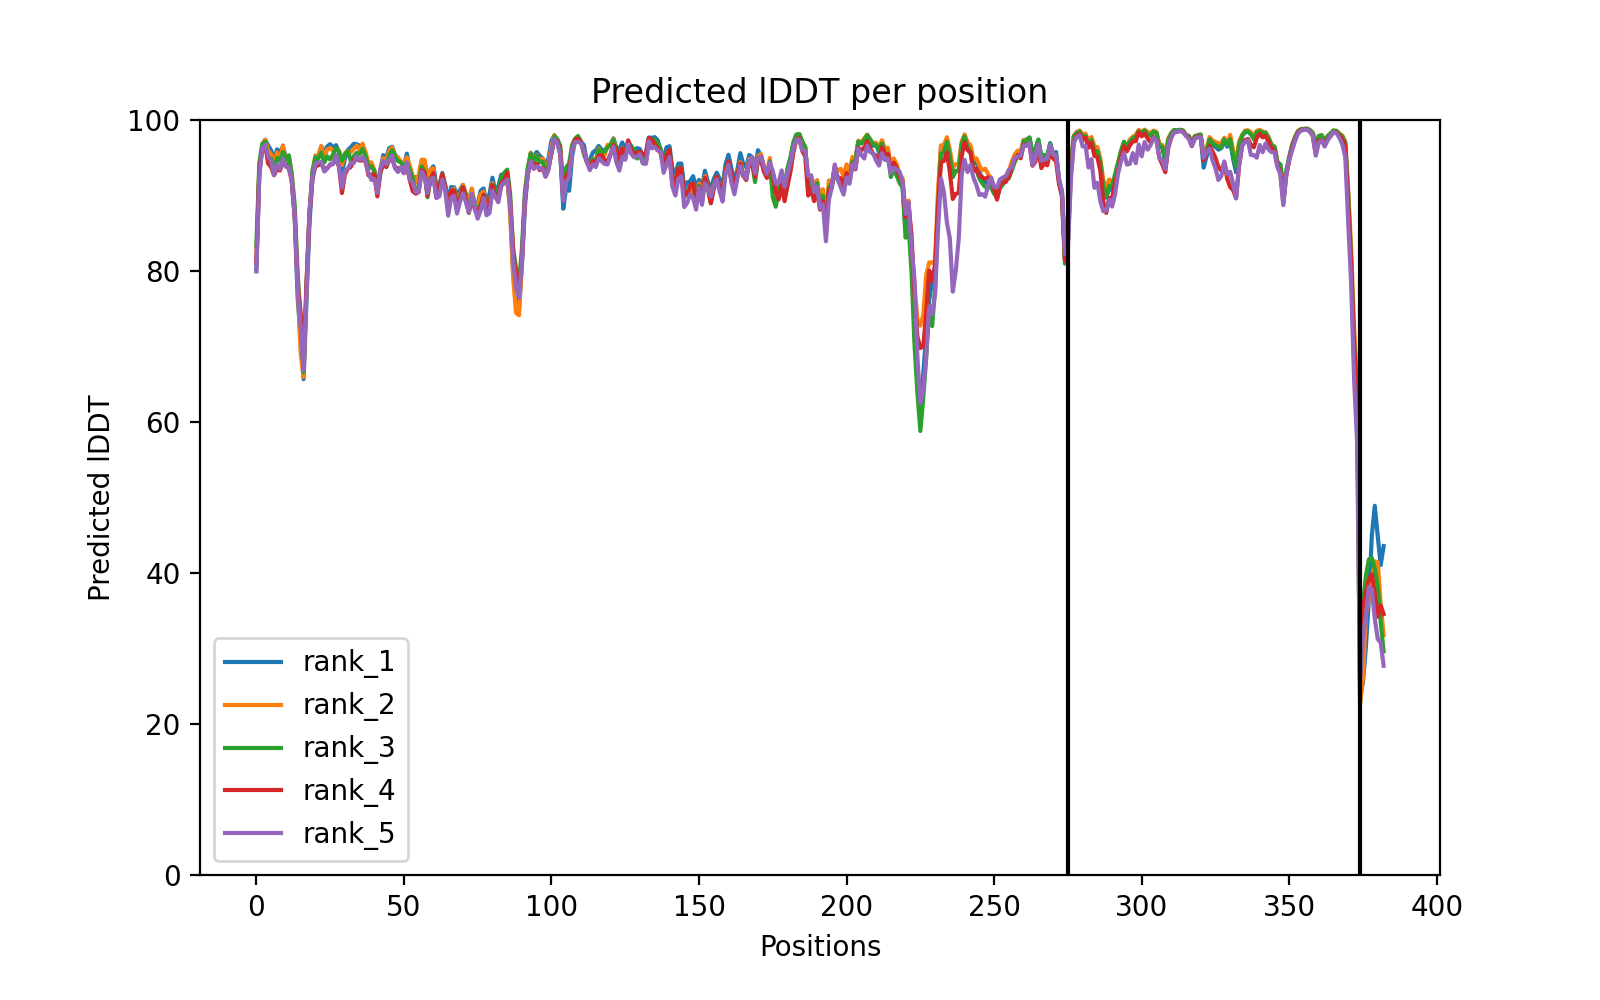 Predicted lDDT per position
100
80
60
40
20
0
Predicted lDDT
rank_1
rank_2
rank_3
rank_4
rank_5
0 50 100 150 200 250 300 350 400
Positions